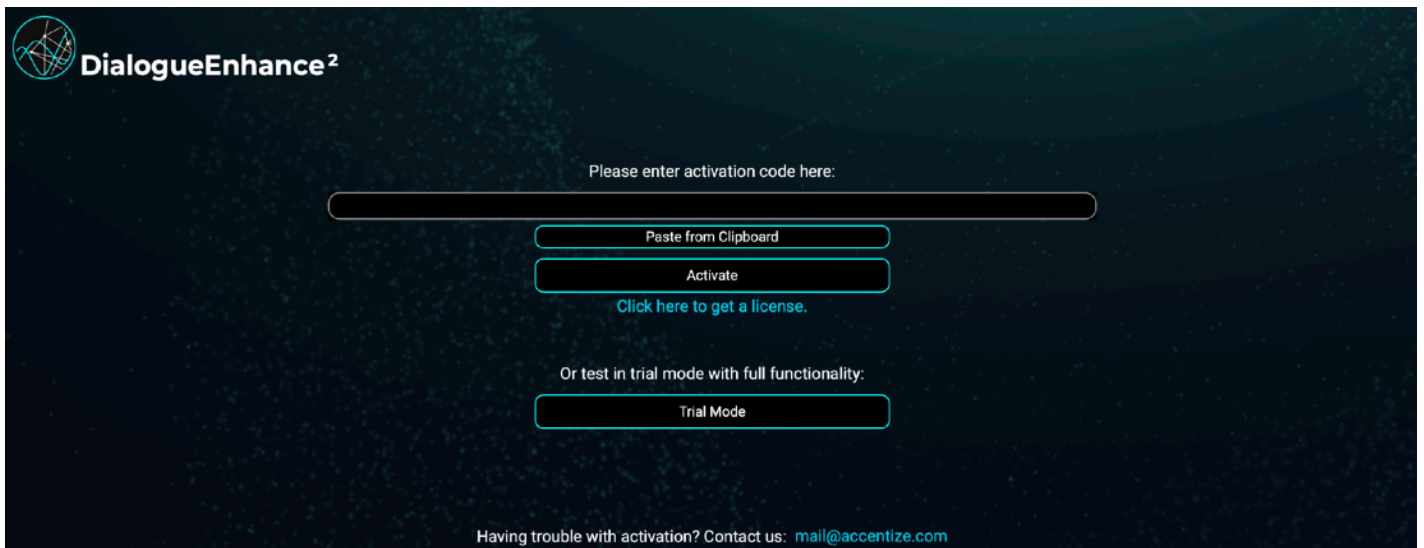 DialogueEnhance²
Please enter activation code here:
Paste from Clipboard
Activate
Click here to get a license.
Or test in trial mode with full functionality:
Trial Mode
Having trouble with activation? Contact us: mail@accentize.com